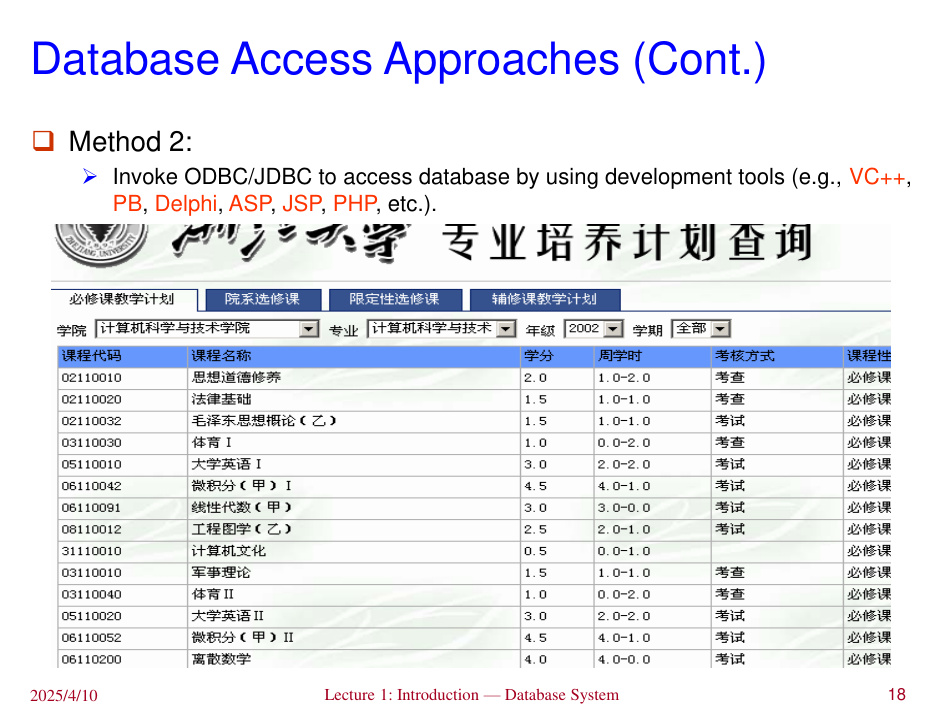 Database Access Approaches (Cont.)
❑ Method 2:
➢ Invoke ODBC/JDBC to access database by using development tools (e.g., VC++,
PB, Delphi, ASP, JSP, PHP, etc.).
专业培养计划查询
必修课教学计划 院系选修课 限定性选修课 辅修课教学计划
学院 计算机科学与技术学院 专业 计算机科学与技术 年级 2002 学期 全部
课程代码 课程名称 学分 周学时 考核方式 课程性
02110010 思想道德修养 2.0 1.0-2.0 考查 必修课
02110020 法律基础 1.5 1.0-1.0 考查 必修课
02110032 毛泽东思想概论(乙) 1.5 1.0-1.0 考试 必修课
03110030 体育Ⅰ 1.0 0.0-2.0 考查 必修课
05110010 大学英语Ⅰ 3.0 2.0-2.0 考试 必修课
06110042 微积分(甲)Ⅰ 4.5 4.0-1.0 考试 必修课
06110091 线性代数(甲) 3.0 3.0-0.0 考试 必修课
08110012 工程图学(乙) 2.5 2.0-1.0 考试 必修课
31110010 计算机文化 0.5 0.0-1.0 必修课
03110010 军事理论 1.5 1.0-1.0 考查 必修课
03110040 体育Ⅱ 1.0 0.0-2.0 考查 必修课
05110020 大学英语Ⅱ 3.0 2.0-2.0 考试 必修课
06110052 微积分(甲)Ⅱ 4.5 4.0-1.0 考试 必修课
06110200 离散数学 4.0 4.0-0.0 考试 必修课
2025/4/10 Lecture 1: Introduction — Database System 18